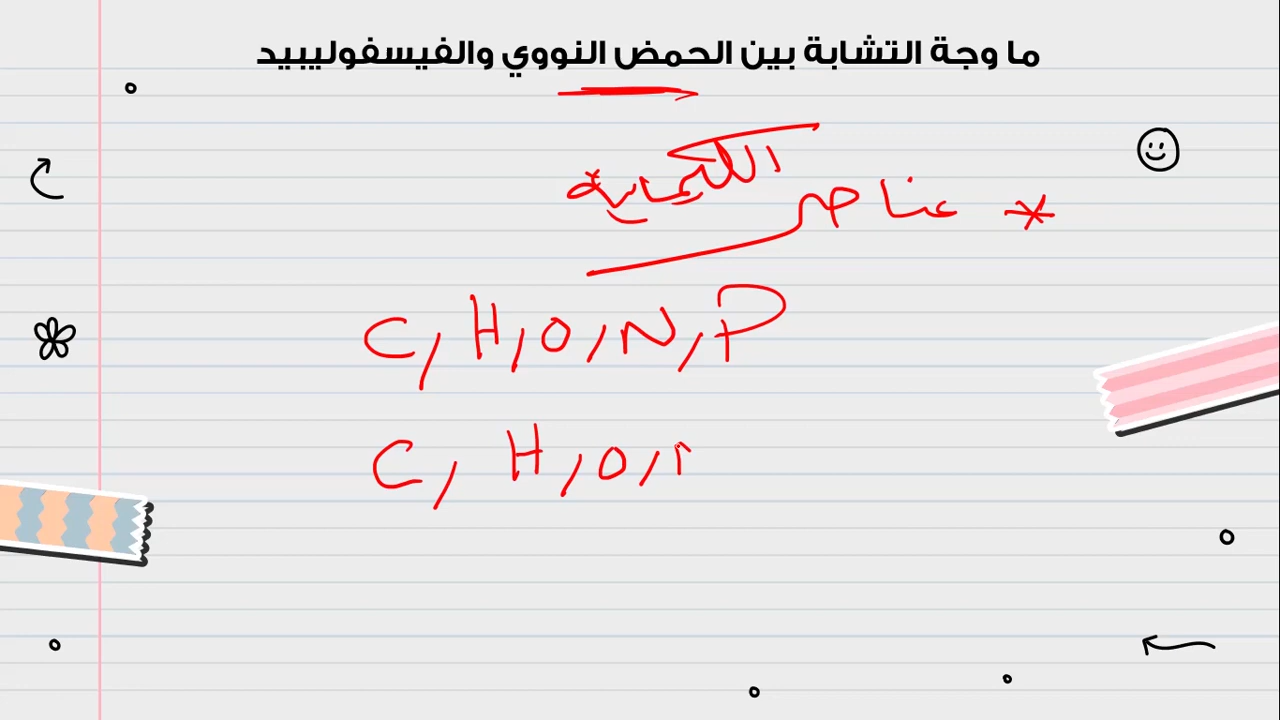 ما وجة التشابة بين الحمض النووي والفيسفوليبيد
* عناصر
الكيميائية
C, H, O, N, P
C, H, O,